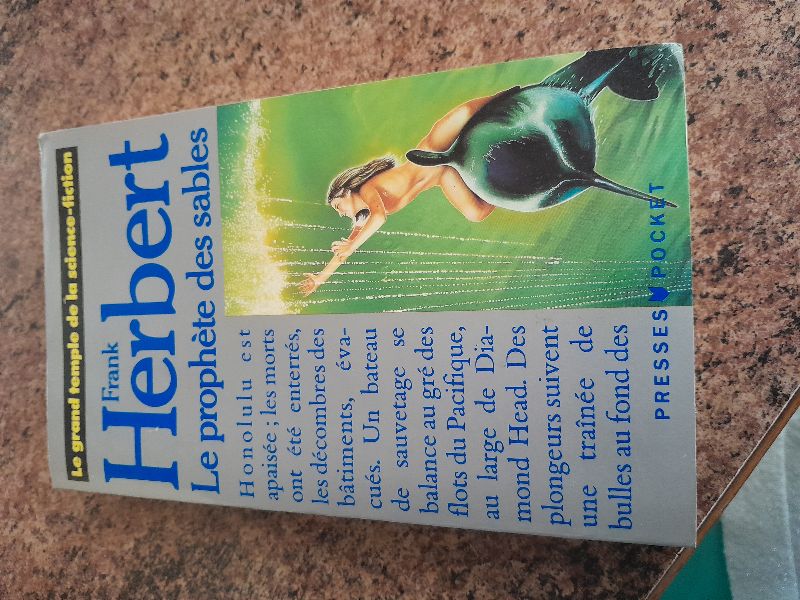 Le grand temple de la science-fiction
Frank
Herbert
Le prophète des sables
Honolulu est
apaisée ; les morts
ont été enterrés,
les décombres des
bâtiments, éva-
cués. Un bateau
de sauvetage se
balance au gré des
flots du Pacifique,
au large de Dia-
mond Head. Des
plongeurs suivent
une traînée de
bulles au fond des
PRESSES POCKET